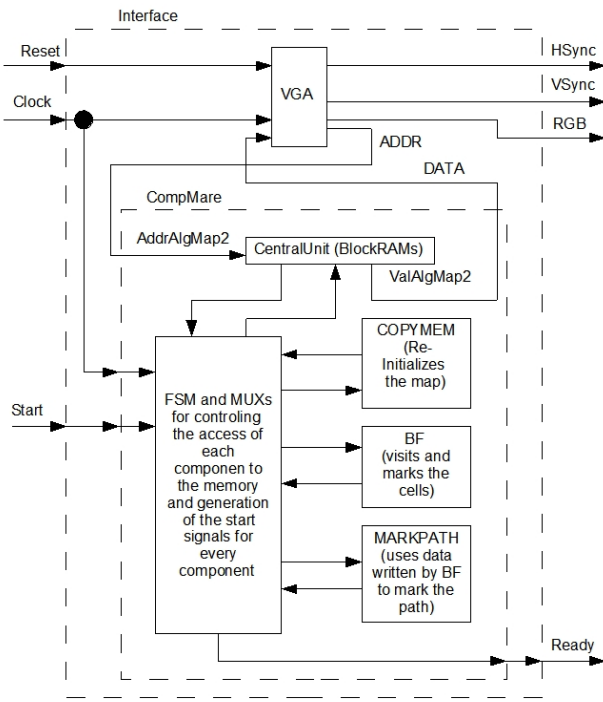 Interface
Reset
HSync
VGA
VSync
Clock
RGB
ADDR
DATA
CompMare
AddrAlgMap2
CentralUnit (BlockRAMs)
ValAlgMap2
COPYMEM
(Re-
Initializes
the map)
FSM and MUXs
for controling
the access of
each
componen to
the memory
and generation
of the start
signals for
every
component
Start
BF
(visits and
marks the
cells)
MARKPATH
(uses data
written by BF
to mark the
path)
Ready